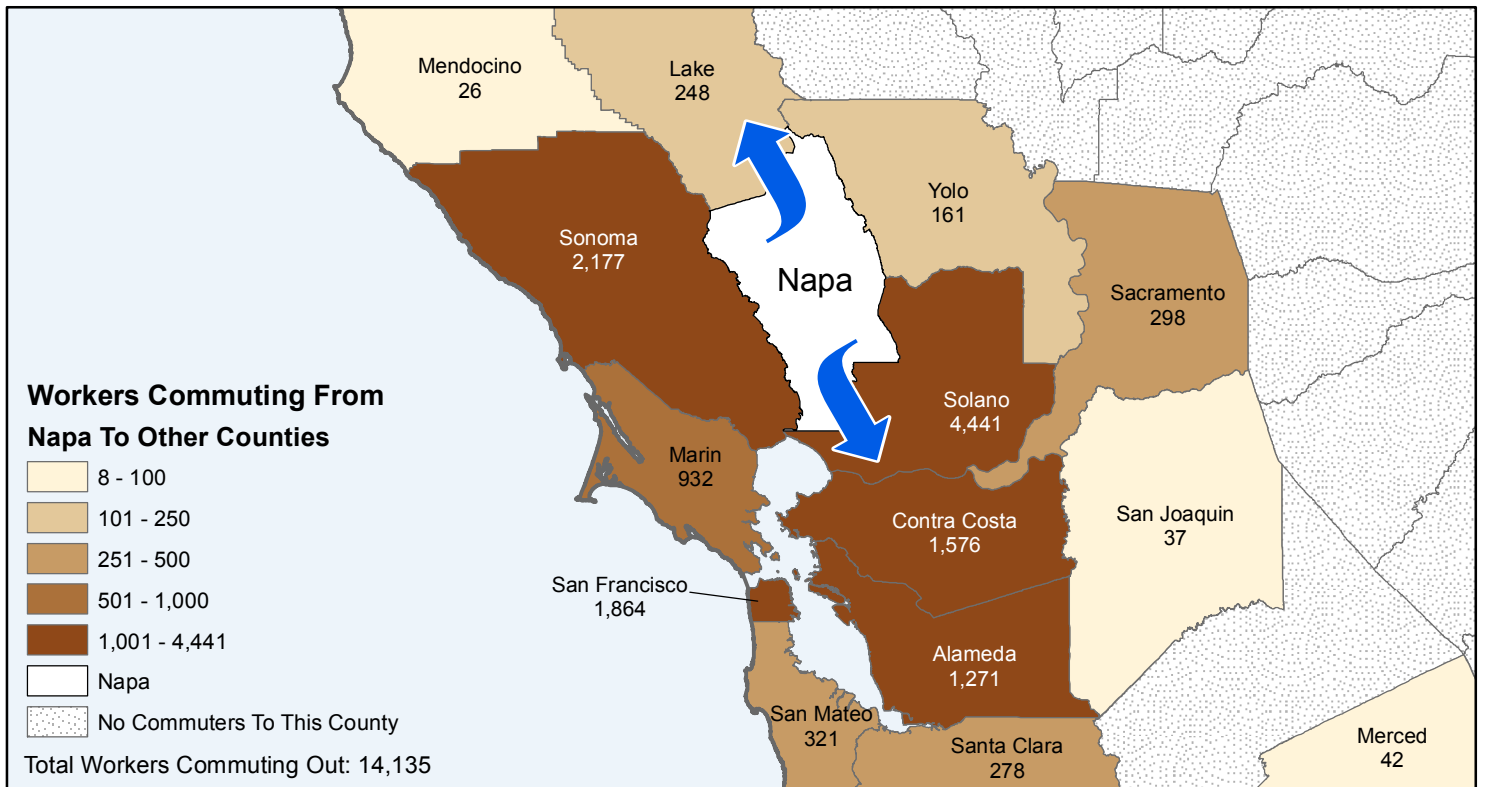 Mendocino
26
Lake
248
Yolo
161
Sonoma
2,177
Napa
Sacramento
298
Solano
4,441
Marin
932
Contra Costa
1,576
San Joaquin
37
San Francisco
1,864
Alameda
1,271
San Mateo
321
Santa Clara
278
Merced
42
Workers Commuting From
Napa To Other Counties
8 - 100
101 - 250
251 - 500
501 - 1,000
1,001 - 4,441
Napa
No Commuters To This County
Total Workers Commuting Out: 14,135